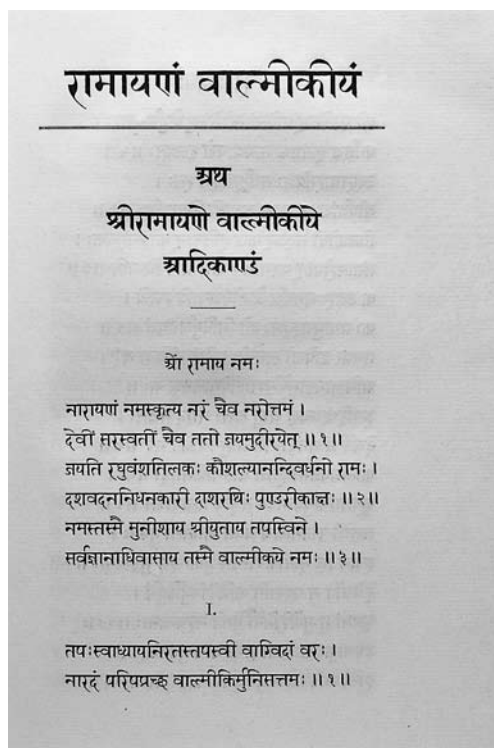 रामायणं वाल्मीकीयं
अथ
श्रीरामायणे वाल्मीकीये
आदिकाण्डं
ओं रामाय नमः
नारायणं नमस्कृत्य नरं चैव नरोत्तमं ।
देवीं सरस्वतीं चैव ततो जयमुदीरयेत् ॥१॥
जयति रघुवंशतिलकः कौशल्यानन्दिवर्धनो रामः ।
दशवदननिधनकारी दाशरथिः पुण्डरीकाक्षः ॥२॥
नमस्तस्मै मुनीशाय श्रीयुताय तपस्विने ।
सर्वज्ञानाधिवासाय तस्मै वाल्मीकये नमः ॥३॥
I.
तपःस्वाध्यायनिरतस्तपस्वी वाग्विदां वरः ।
नारदं परिपप्रच्छ वाल्मीकिर्मुनिसत्तमः ॥१॥